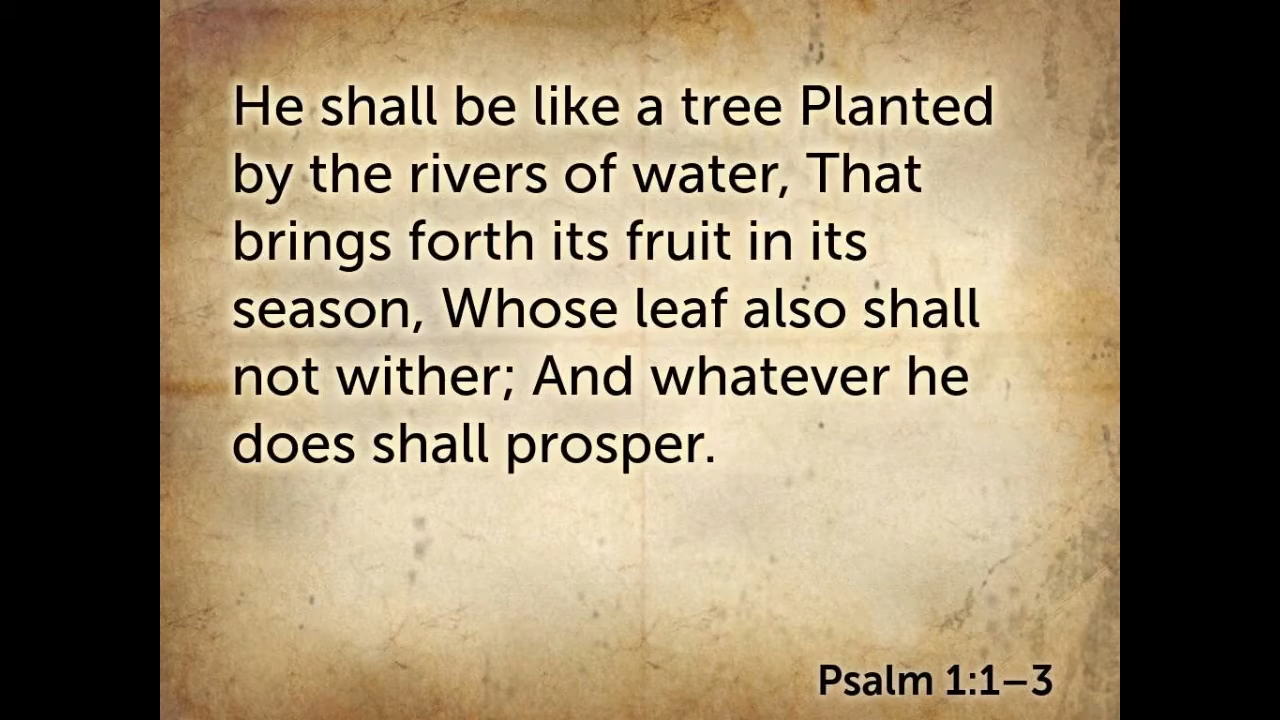 He shall be like a tree Planted
by the rivers of water, That
brings forth its fruit in its
season, Whose leaf also shall
not wither; And whatever he
does shall prosper.
Psalm 1:1–3